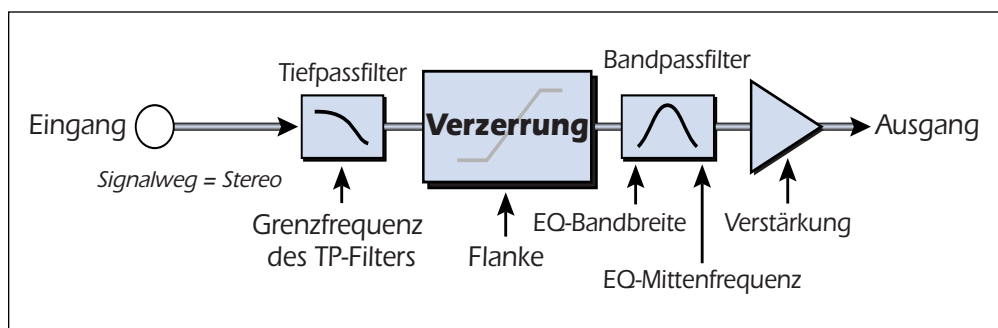 Tiefpassfilter
Bandpassfilter
Eingang
Verzerrung
Ausgang
Signalweg = Stereo
Grenzfrequenz
des TP-Filters
Flanke
EQ-Bandbreite
Verstärkung
EQ-Mittenfrequenz